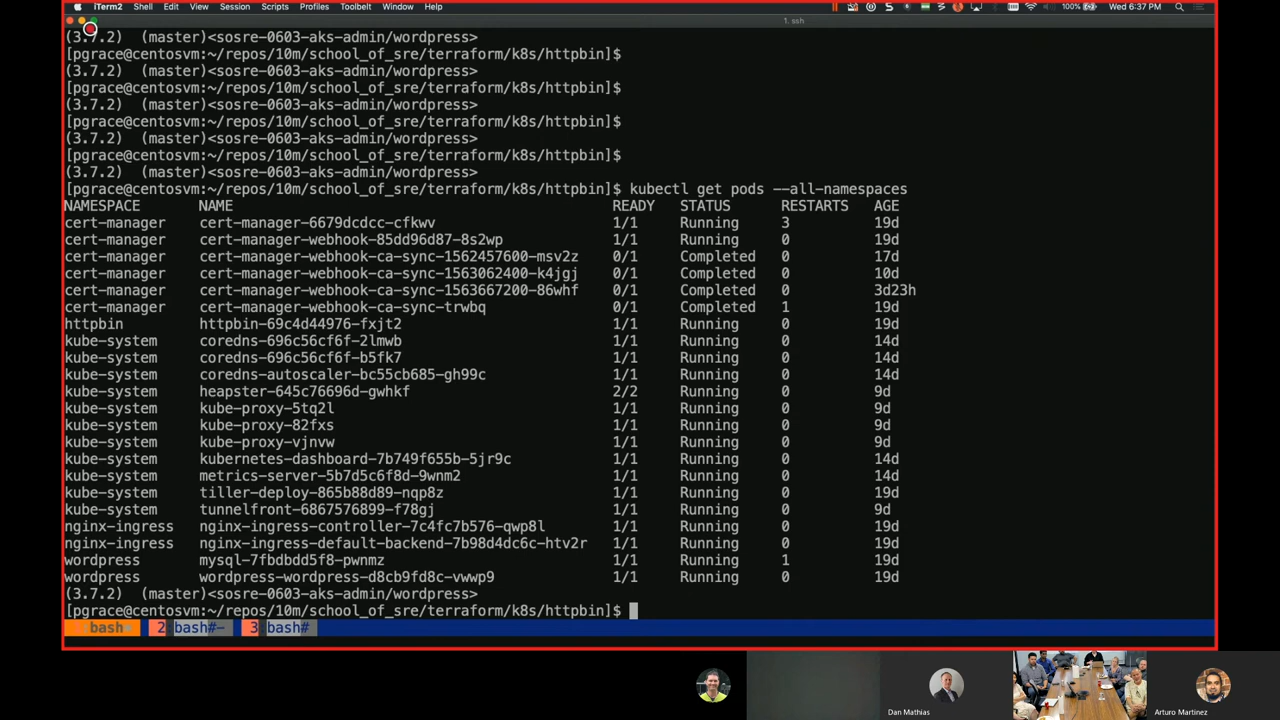 iTerm2 Shell Edit View Session Scripts Profiles Toolbelt Window Help 100% Wed 6:37 PM
1. ssh
(3.7.2) (master)<sosre-0603-aks-admin/wordpress>
[pgrace@centosvm:~/repos/10m/school_of_sre/terraform/k8s/httpbin]$
(3.7.2) (master)<sosre-0603-aks-admin/wordpress>
[pgrace@centosvm:~/repos/10m/school_of_sre/terraform/k8s/httpbin]$
(3.7.2) (master)<sosre-0603-aks-admin/wordpress>
[pgrace@centosvm:~/repos/10m/school_of_sre/terraform/k8s/httpbin]$
(3.7.2) (master)<sosre-0603-aks-admin/wordpress>
[pgrace@centosvm:~/repos/10m/school_of_sre/terraform/k8s/httpbin]$
(3.7.2) (master)<sosre-0603-aks-admin/wordpress>
[pgrace@centosvm:~/repos/10m/school_of_sre/terraform/k8s/httpbin]$ kubectl get pods --all-namespaces
NAMESPACE NAME READY STATUS RESTARTS AGE
cert-manager cert-manager-6679dcdcc-cfkwv 1/1 Running 3 19d
cert-manager cert-manager-webhook-85dd96d87-8s2wp 1/1 Running 0 19d
cert-manager cert-manager-webhook-ca-sync-1562457600-msv2z 0/1 Completed 0 17d
cert-manager cert-manager-webhook-ca-sync-1563062400-k4jgj 0/1 Completed 0 10d
cert-manager cert-manager-webhook-ca-sync-1563667200-86whf 0/1 Completed 0 3d23h
cert-manager cert-manager-webhook-ca-sync-trwbq 0/1 Completed 1 19d
httpbin httpbin-69c4d44976-fxjt2 1/1 Running 0 19d
kube-system coredns-696c56cf6f-2lmwb 1/1 Running 0 14d
kube-system coredns-696c56cf6f-b5fk7 1/1 Running 0 14d
kube-system coredns-autoscaler-bc55cb685-gh99c 1/1 Running 0 14d
kube-system heapster-645c76696d-gwhkf 2/2 Running 0 9d
kube-system kube-proxy-5tq2l 1/1 Running 0 9d
kube-system kube-proxy-82fxs 1/1 Running 0 9d
kube-system kube-proxy-vjnvw 1/1 Running 0 9d
kube-system kubernetes-dashboard-7b749f655b-5jr9c 1/1 Running 0 14d
kube-system metrics-server-5b7d5c6f8d-9wnm2 1/1 Running 0 14d
kube-system tiller-deploy-865b88d89-nqp8z 1/1 Running 0 19d
kube-system tunnelfront-6867576899-f78gj 1/1 Running 0 9d
nginx-ingress nginx-ingress-controller-7c4fc7b576-qwp8l 1/1 Running 0 19d
nginx-ingress nginx-ingress-default-backend-7b98d4dc6c-htv2r 1/1 Running 0 19d
wordpress mysql-7fbdbdd5f8-pwnmz 1/1 Running 1 19d
wordpress wordpress-wordpress-d8cb9fd8c-vwwp9 1/1 Running 0 19d
(3.7.2) (master)<sosre-0603-aks-admin/wordpress>
[pgrace@centosvm:~/repos/10m/school_of_sre/terraform/k8s/httpbin]$
bash 2 bash#- 3 bash#
Dan Mathias Arturo Martinez